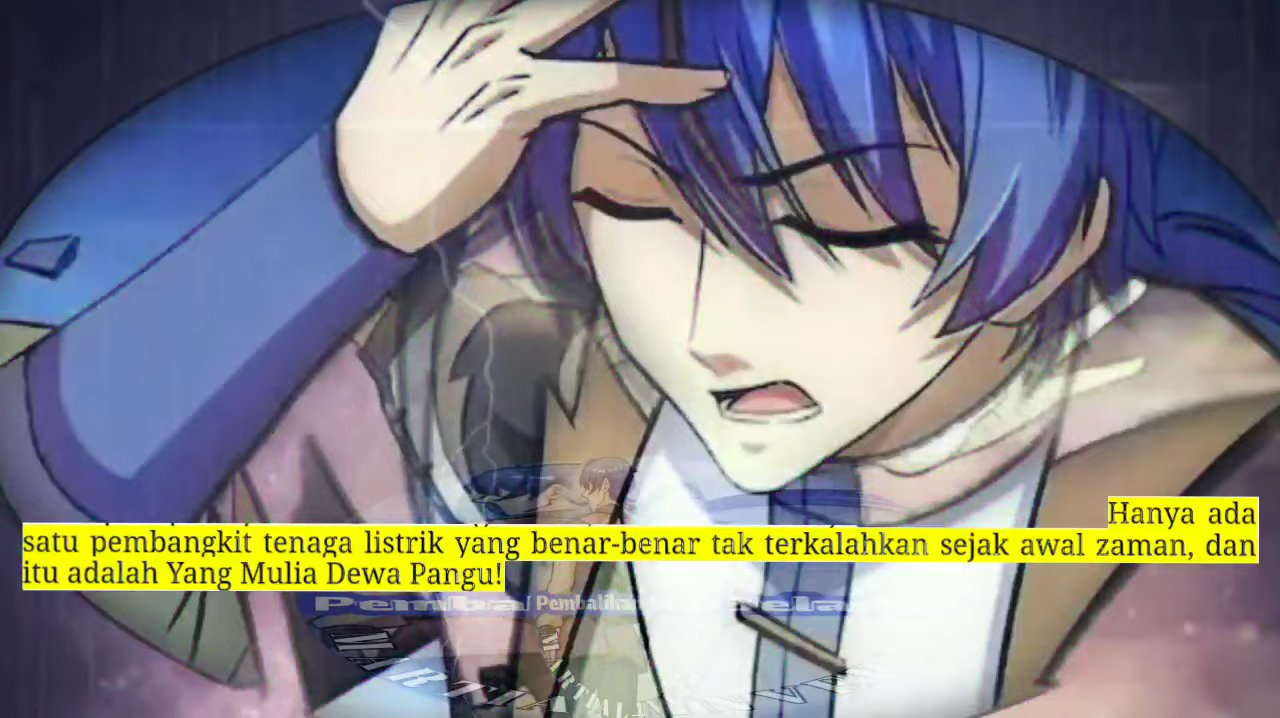 Hanya ada
satu pembangkit tenaga listrik yang benar-benar tak terkalahkan sejak awal zaman, dan
itu adalah Yang Mulia Dewa Pangu!